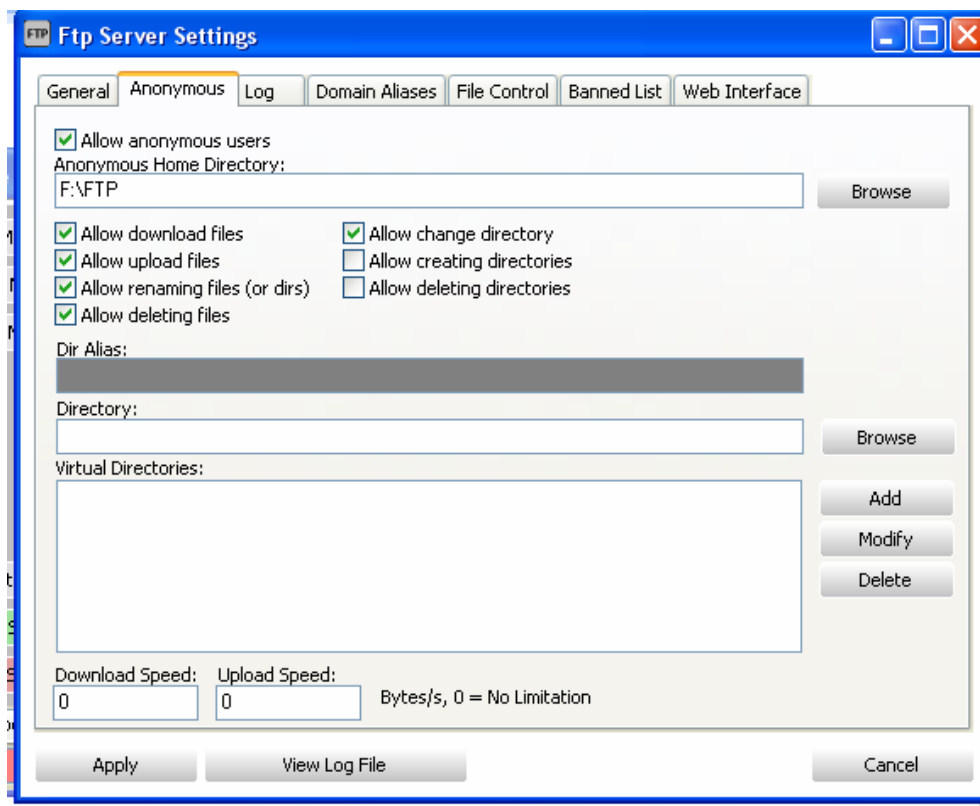 FTP Ftp Server Settings
General Anonymous Log Domain Aliases File Control Banned List Web Interface
Allow anonymous users
Anonymous Home Directory:
F:\FTP Browse
Allow download files Allow change directory
Allow upload files Allow creating directories
Allow renaming files (or dirs) Allow deleting directories
Allow deleting files
Dir Alias:
Directory:
Browse
Virtual Directories:
Add
Modify
Delete
Download Speed: Upload Speed:
0 0 Bytes/s, 0 = No Limitation
Apply View Log File Cancel